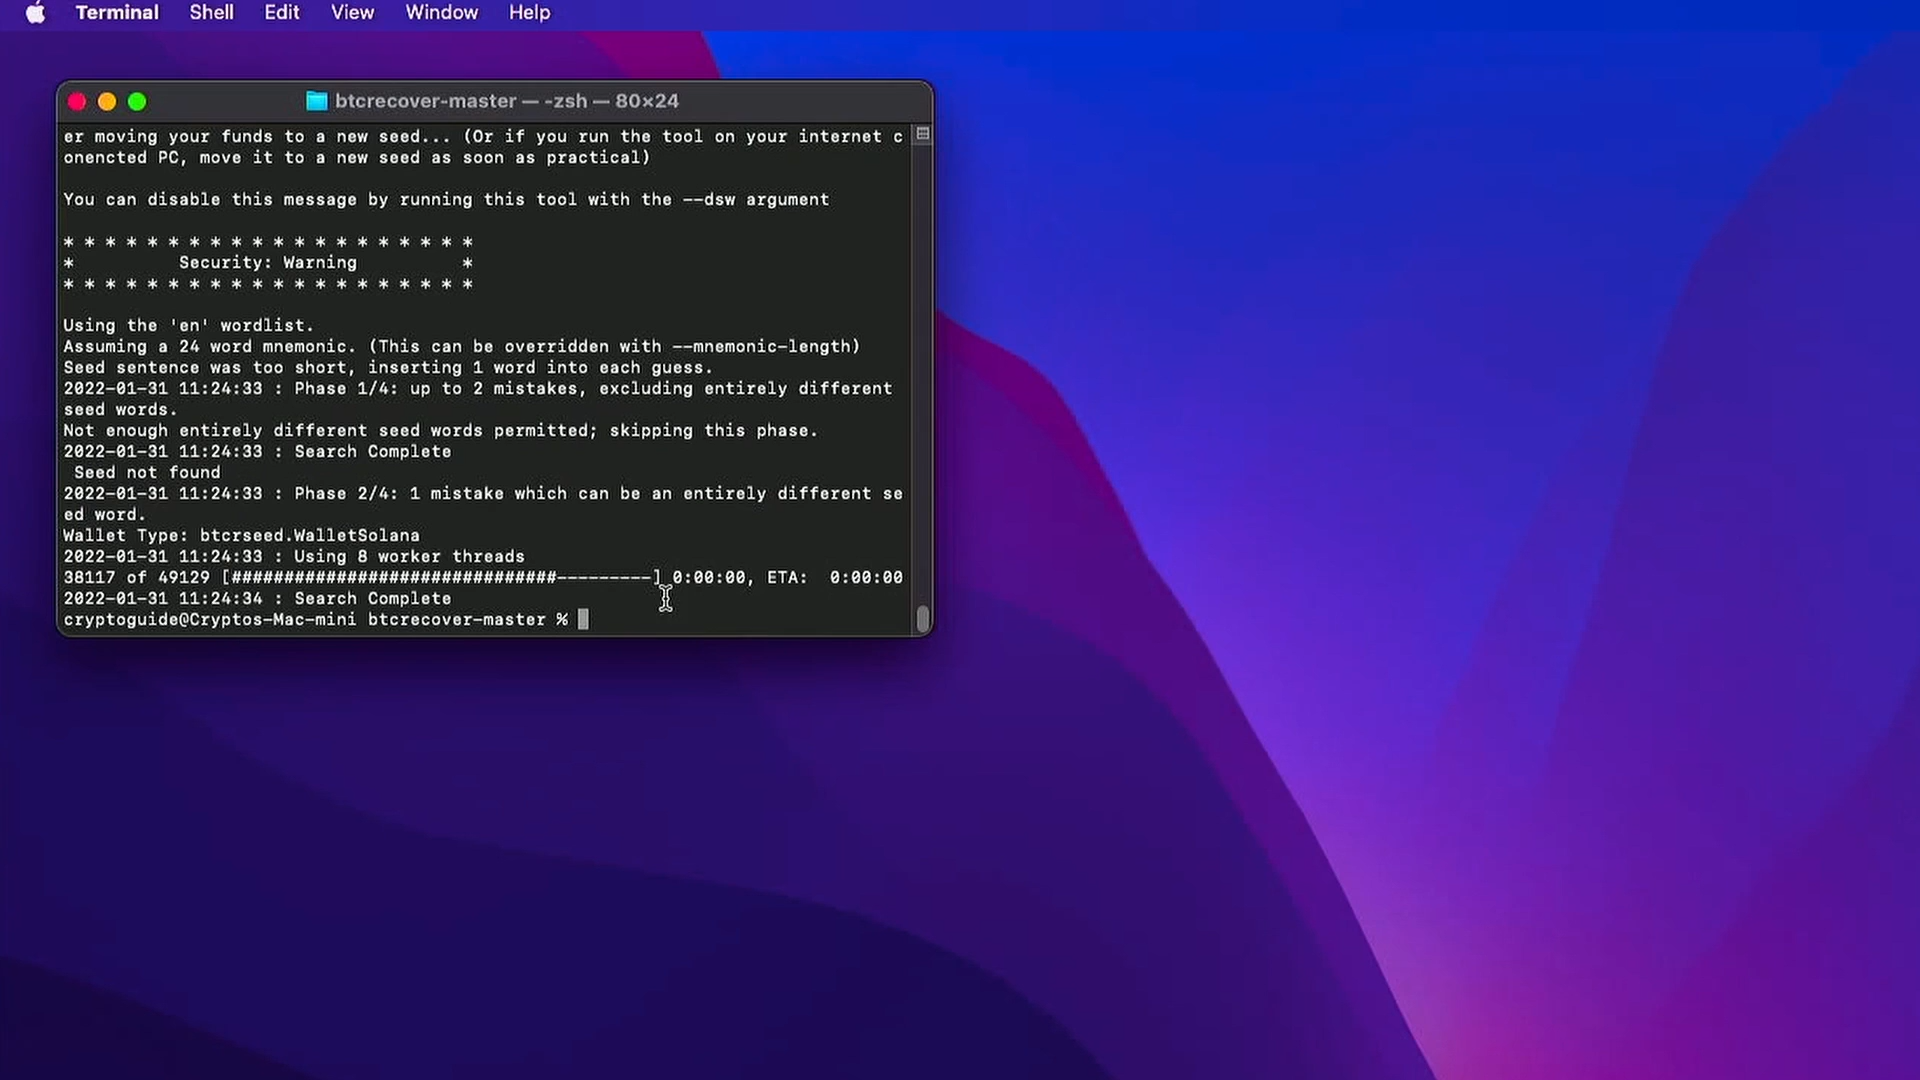 Terminal Shell Edit View Window Help
btcrecover-master — -zsh — 80×24
er moving your funds to a new seed... (Or if you run the tool on your internet c
onencted PC, move it to a new seed as soon as practical)
You can disable this message by running this tool with the --dsw argument
* * * * * * * * * * * * * * * * * * * *
* Security: Warning *
* * * * * * * * * * * * * * * * * * * *
Using the 'en' wordlist.
Assuming a 24 word mnemonic. (This can be overridden with --mnemonic-length)
Seed sentence was too short, inserting 1 word into each guess.
2022-01-31 11:24:33 : Phase 1/4: up to 2 mistakes, excluding entirely different
seed words.
Not enough entirely different seed words permitted; skipping this phase.
2022-01-31 11:24:33 : Search Complete
Seed not found
2022-01-31 11:24:33 : Phase 2/4: 1 mistake which can be an entirely different se
ed word.
Wallet Type: btcrseed.WalletSolana
2022-01-31 11:24:33 : Using 8 worker threads
38117 of 49129 [###############################---------] 0:00:00, ETA:  0:00:00
2022-01-31 11:24:34 : Search Complete
cryptoguide@Cryptos-Mac-mini btcrecover-master %